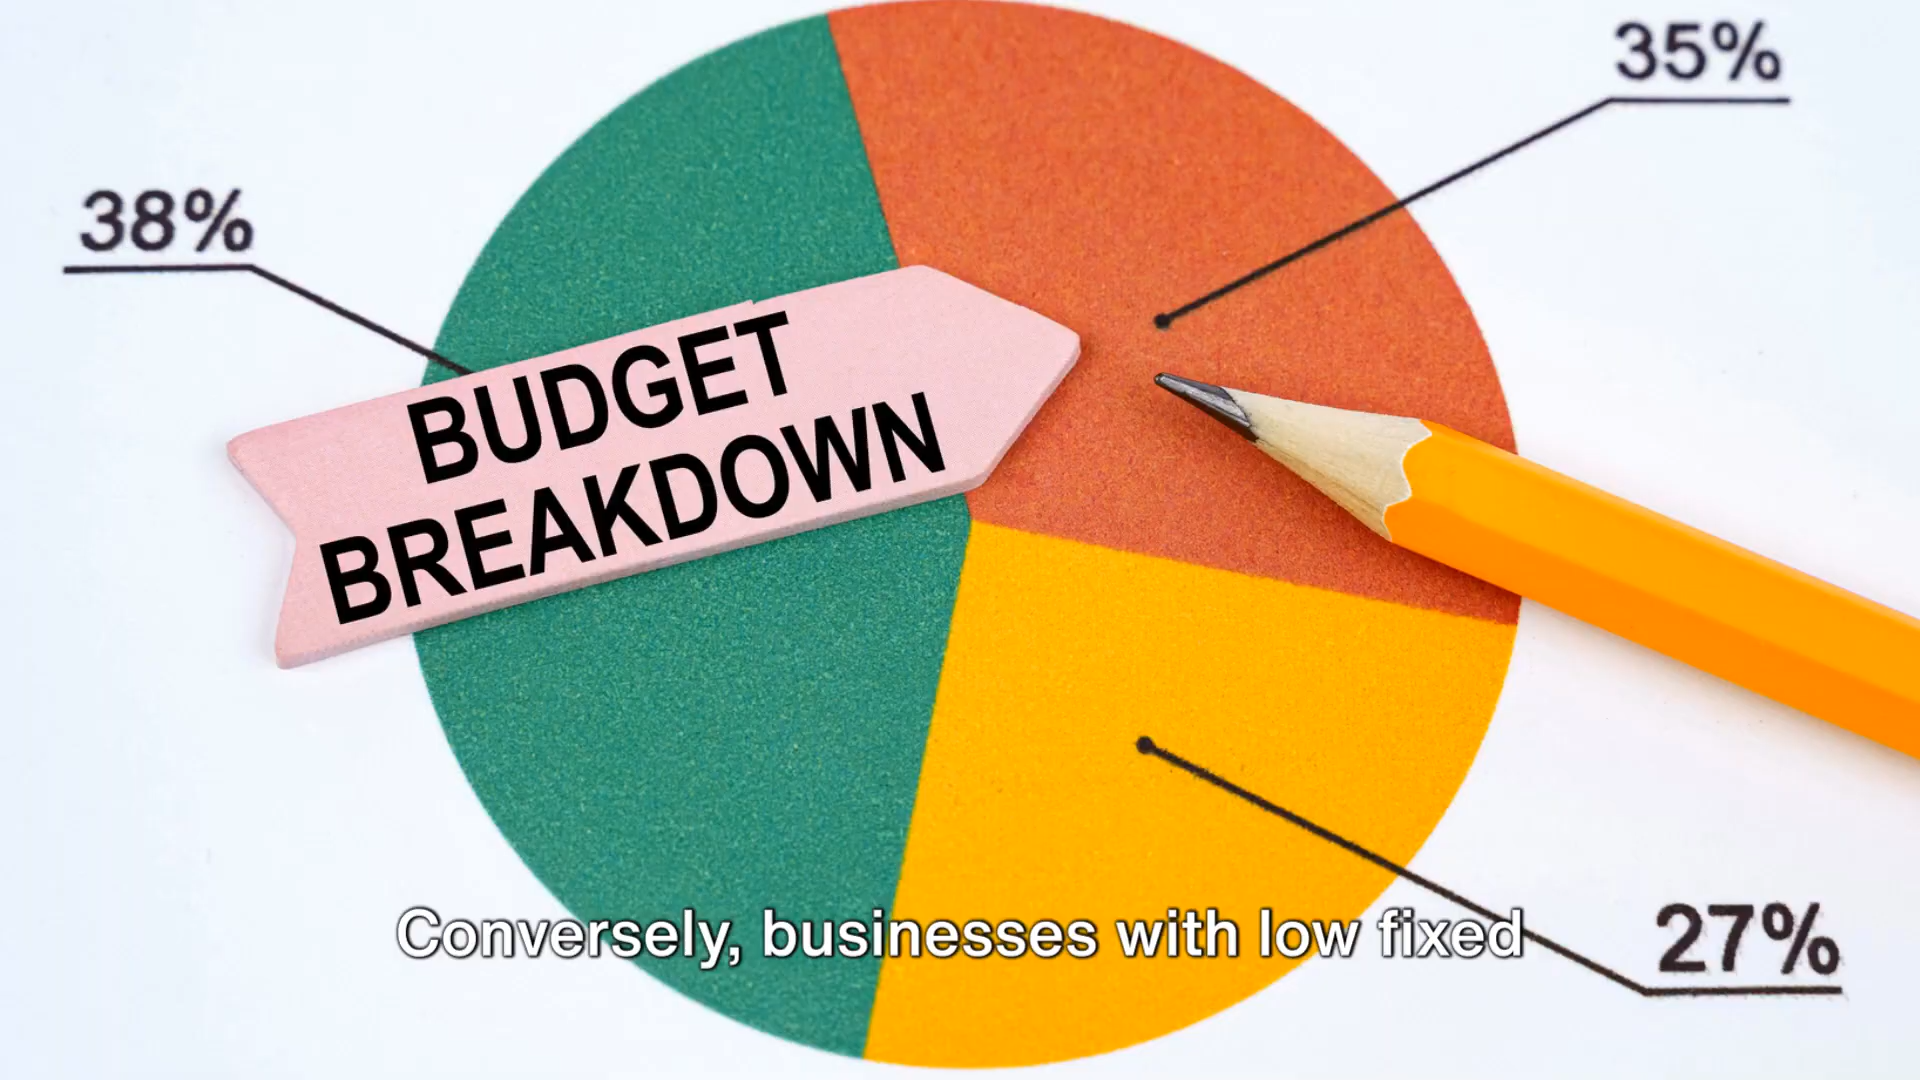 35%
38%
BUDGET
BREAKDOWN
27%
Conversely, businesses with low fixed